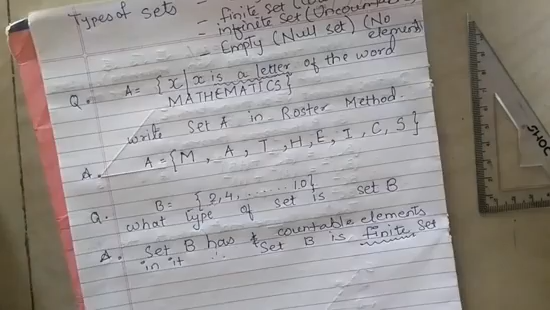 Types of sets - finite Set
- infinite Set (Uncountable
- Empty (Null set) (No element
Q. A = {x | x is a letter of the word
MATHEMATICS}
write Set A in Roster Method.
A. A = {M, A, T, H, E, I, C, S}
Q. B = {2, 4, ....... 10}
what type of set is set B
A. Set B has countable elements
in it ∴ Set B is finite Set
SHOL